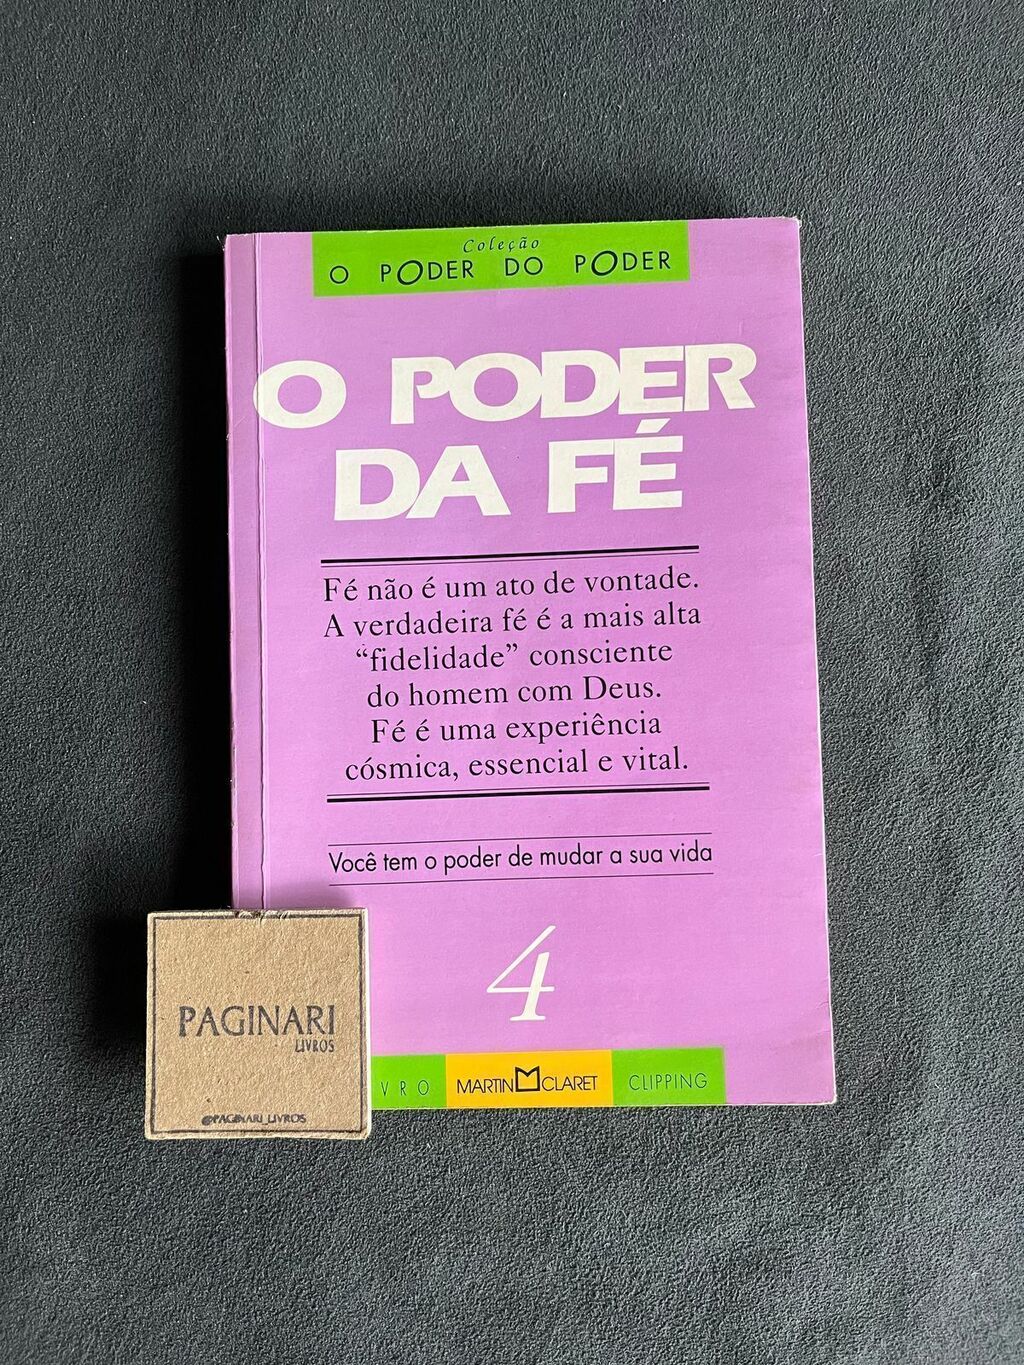 Coleção
O PODER DO PODER
O PODER
DA FÉ
Fé não é um ato de vontade.
A verdadeira fé é a mais alta
“fidelidade” consciente
do homem com Deus.
Fé é uma experiência
cósmica, essencial e vital.
Você tem o poder de mudar a sua vida
4
VRO MARTIN CLARET CLIPPING
PAGINARI
LIVROS
@PAGINARI_LIVROS